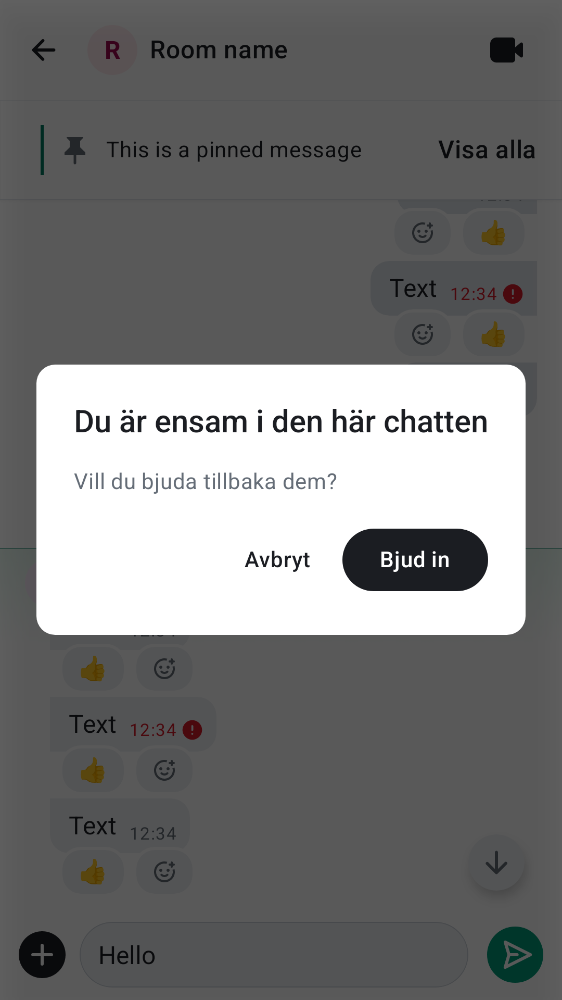 R Room name
This is a pinned message Visa alla
Text 12:34
Du är ensam i den här chatten
Vill du bjuda tillbaka dem?
Avbryt Bjud in
Text 12:34
Text 12:34
Hello